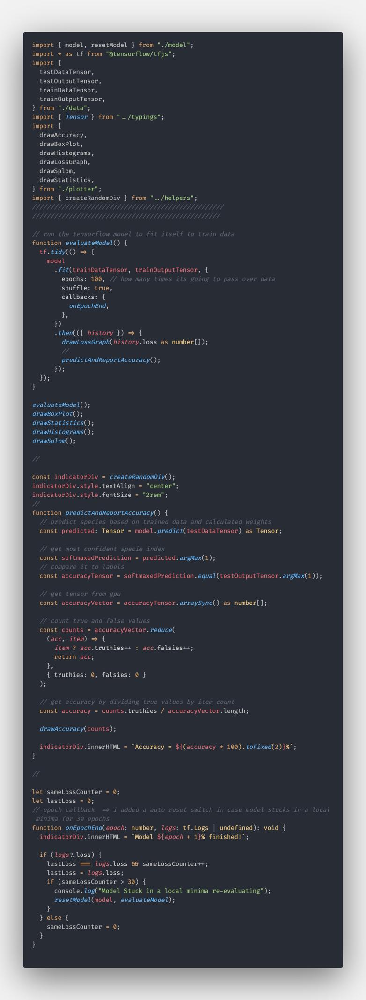 import { model, resetModel } from "./model";
import * as tf from "@tensorflow/tfjs";
import {
  testDataTensor,
  testOutputTensor,
  trainDataTensor,
  trainOutputTensor,
} from "./data";
import { Tensor } from "../typings";
import {
  drawAccuracy,
  drawBoxPlot,
  drawHistograms,
  drawLossGraph,
  drawSplom,
  drawStatistics,
} from "./plotter";
import { createRandomDiv } from "../helpers";
////////////////////////////////////////////////////
///////////////////////////////////////////////////

// run the tensorflow model to fit itself to train data
function evaluateModel() {
  tf.tidy(() => {
    model
      .fit(trainDataTensor, trainOutputTensor, {
        epochs: 100, // how many times its going to pass over data
        shuffle: true,
        callbacks: {
          onEpochEnd,
        },
      })
      .then(({ history }) => {
        drawLossGraph(history.loss as number[]);
        //
        predictAndReportAccuracy();
      });
  });
}

evaluateModel();
drawBoxPlot();
drawStatistics();
drawHistograms();
drawSplom();

//

const indicatorDiv = createRandomDiv();
indicatorDiv.style.textAlign = "center";
indicatorDiv.style.fontSize = "2rem";
//
function predictAndReportAccuracy() {
  // predict species based on trained data and calculated weights
  const predicted: Tensor = model.predict(testDataTensor) as Tensor;

  // get most confident specie index
  const softmaxedPrediction = predicted.argMax(1);
  // compare it to labels
  const accuracyTensor = softmaxedPrediction.equal(testOutputTensor.argMax(1));

  // get tensor from gpu
  const accuracyVector = accuracyTensor.arraySync() as number[];

  // count true and false values
  const counts = accuracyVector.reduce(
    (acc, item) => {
      item ? acc.truthies++ : acc.falsies++;
      return acc;
    },
    { truthies: 0, falsies: 0 }
  );

  // get accuracy by dividing true values by item count
  const accuracy = counts.truthies / accuracyVector.length;

  drawAccuracy(counts);

  indicatorDiv.innerHTML = `Accuracy = ${(accuracy * 100).toFixed(2)}%`;
}

//

let sameLossCounter = 0;
let lastLoss = 0;
// epoch callback  => i added a auto reset switch in case model stucks in a local
 minima for 30 epochs
function onEpochEnd(epoch: number, logs: tf.Logs | undefined): void {
  indicatorDiv.innerHTML = `Model ${epoch + 1}% finished!`;

  if (logs?.loss) {
    lastLoss === logs.loss && sameLossCounter++;
    lastLoss = logs.loss;
    if (sameLossCounter > 30) {
      console.log("Model Stuck in a local minima re-evaluating");
      resetModel(model, evaluateModel);
    }
  } else {
    sameLossCounter = 0;
  }
}